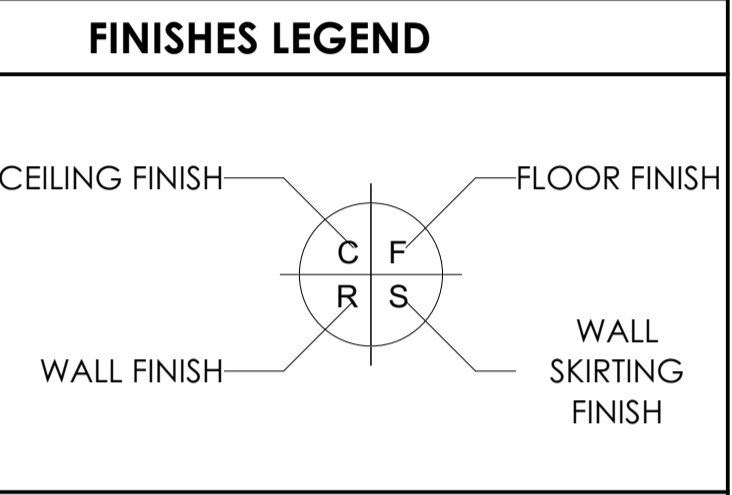 FINISHES LEGEND
CEILING FINISH
FLOOR FINISH
C F
R S
WALL FINISH
WALL
SKIRTING
FINISH